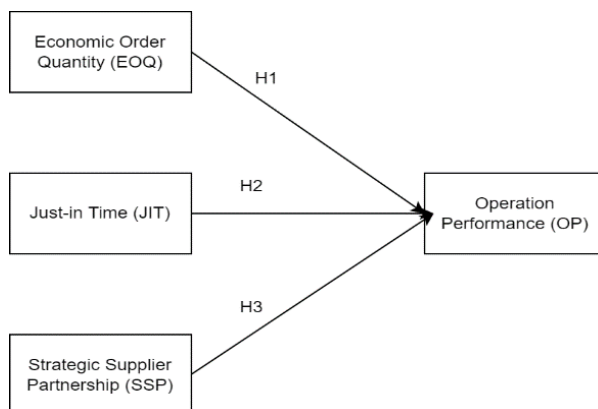 Economic Order
Quantity (EOQ)
H1
Just-in Time (JIT)
H2
Operation
Performance (OP)
H3
Strategic Supplier
Partnership (SSP)